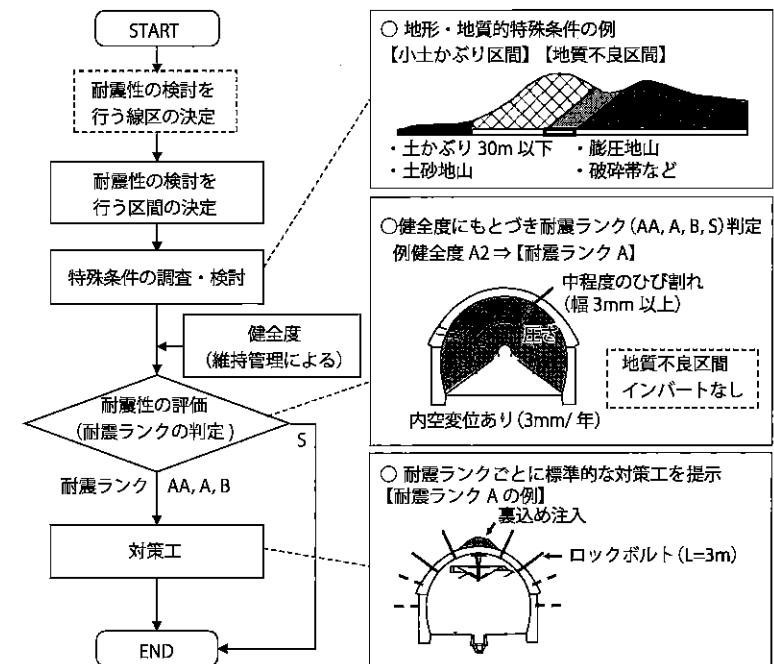 START
耐震性の検討を
行う線区の決定
耐震性の検討を
行う区間の決定
特殊条件の調査・検討
健全度
(維持管理による)
耐震性の評価
(耐震ランクの判定)
S
耐震ランク AA, A, B
対策工
END
○ 地形・地質的特殊条件の例
【小土かぶり区間】【地質不良区間】
・土かぶり 30m 以下 ・膨圧地山
・土砂地山 ・破砕帯など
○健全度にもとづき耐震ランク(AA, A, B, S)判定
例健全度 A2⇒【耐震ランク A】
中程度のひび割れ
(幅 3mm 以上)
圧ざ
地質不良区間
インバートなし
内空変位あり(3mm/ 年)
○ 耐震ランクごとに標準的な対策工を提示
【耐震ランク A の例】
裏込め注入
ロックボルト(L=3m)